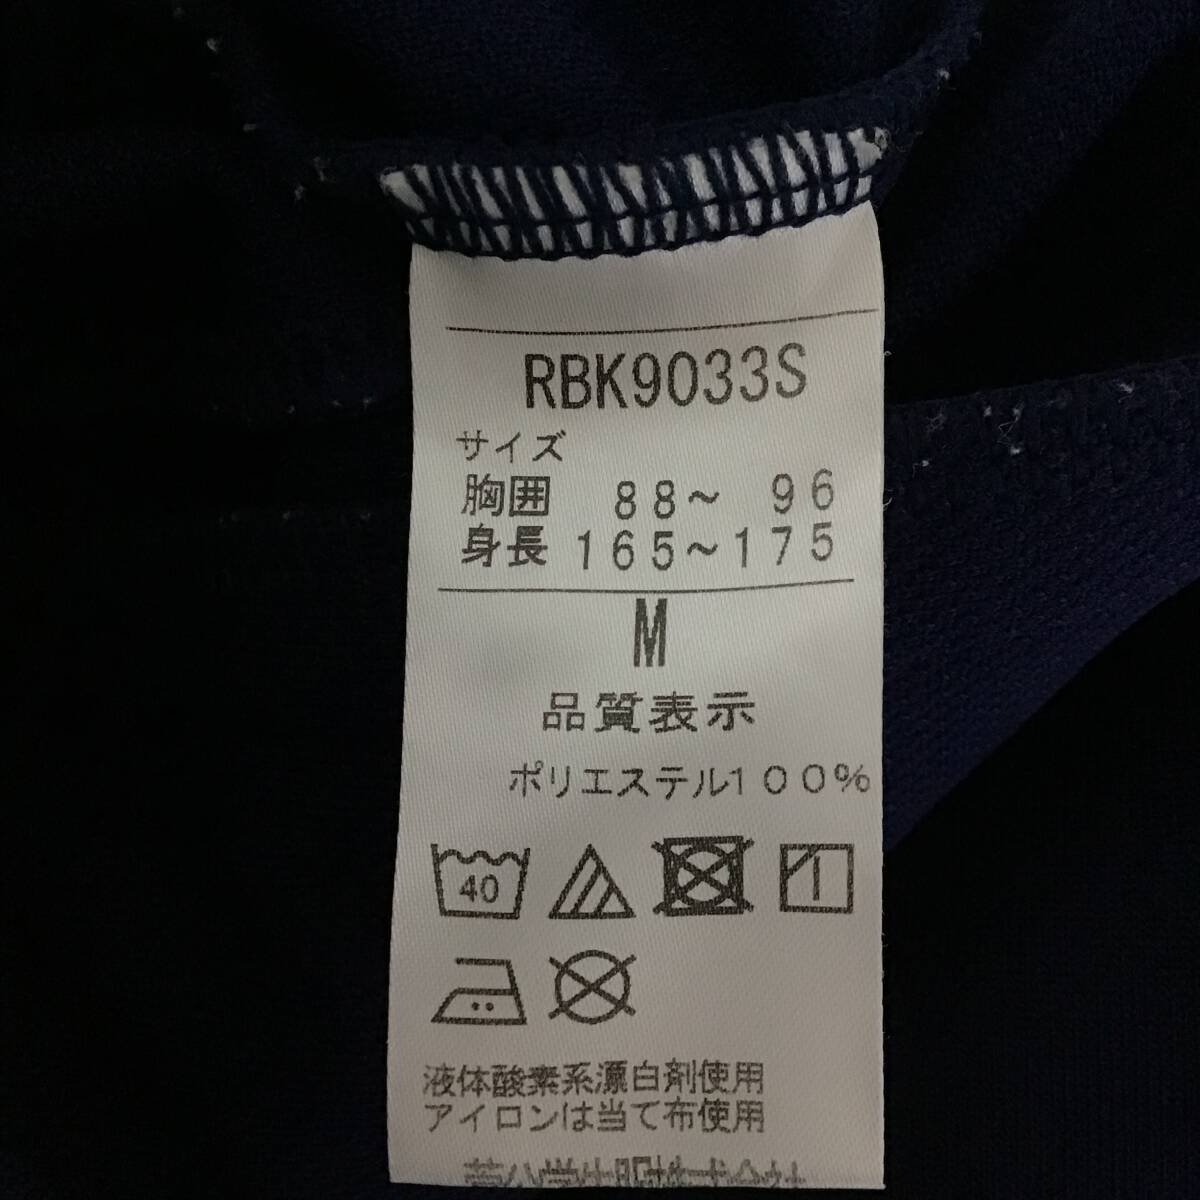 RBK9033S
サイズ
胸囲 88～ 96
身長 165～175
M
品質表示
ポリエステル100%
40
液体酸素系漂白剤使用
アイロンは当て布使用